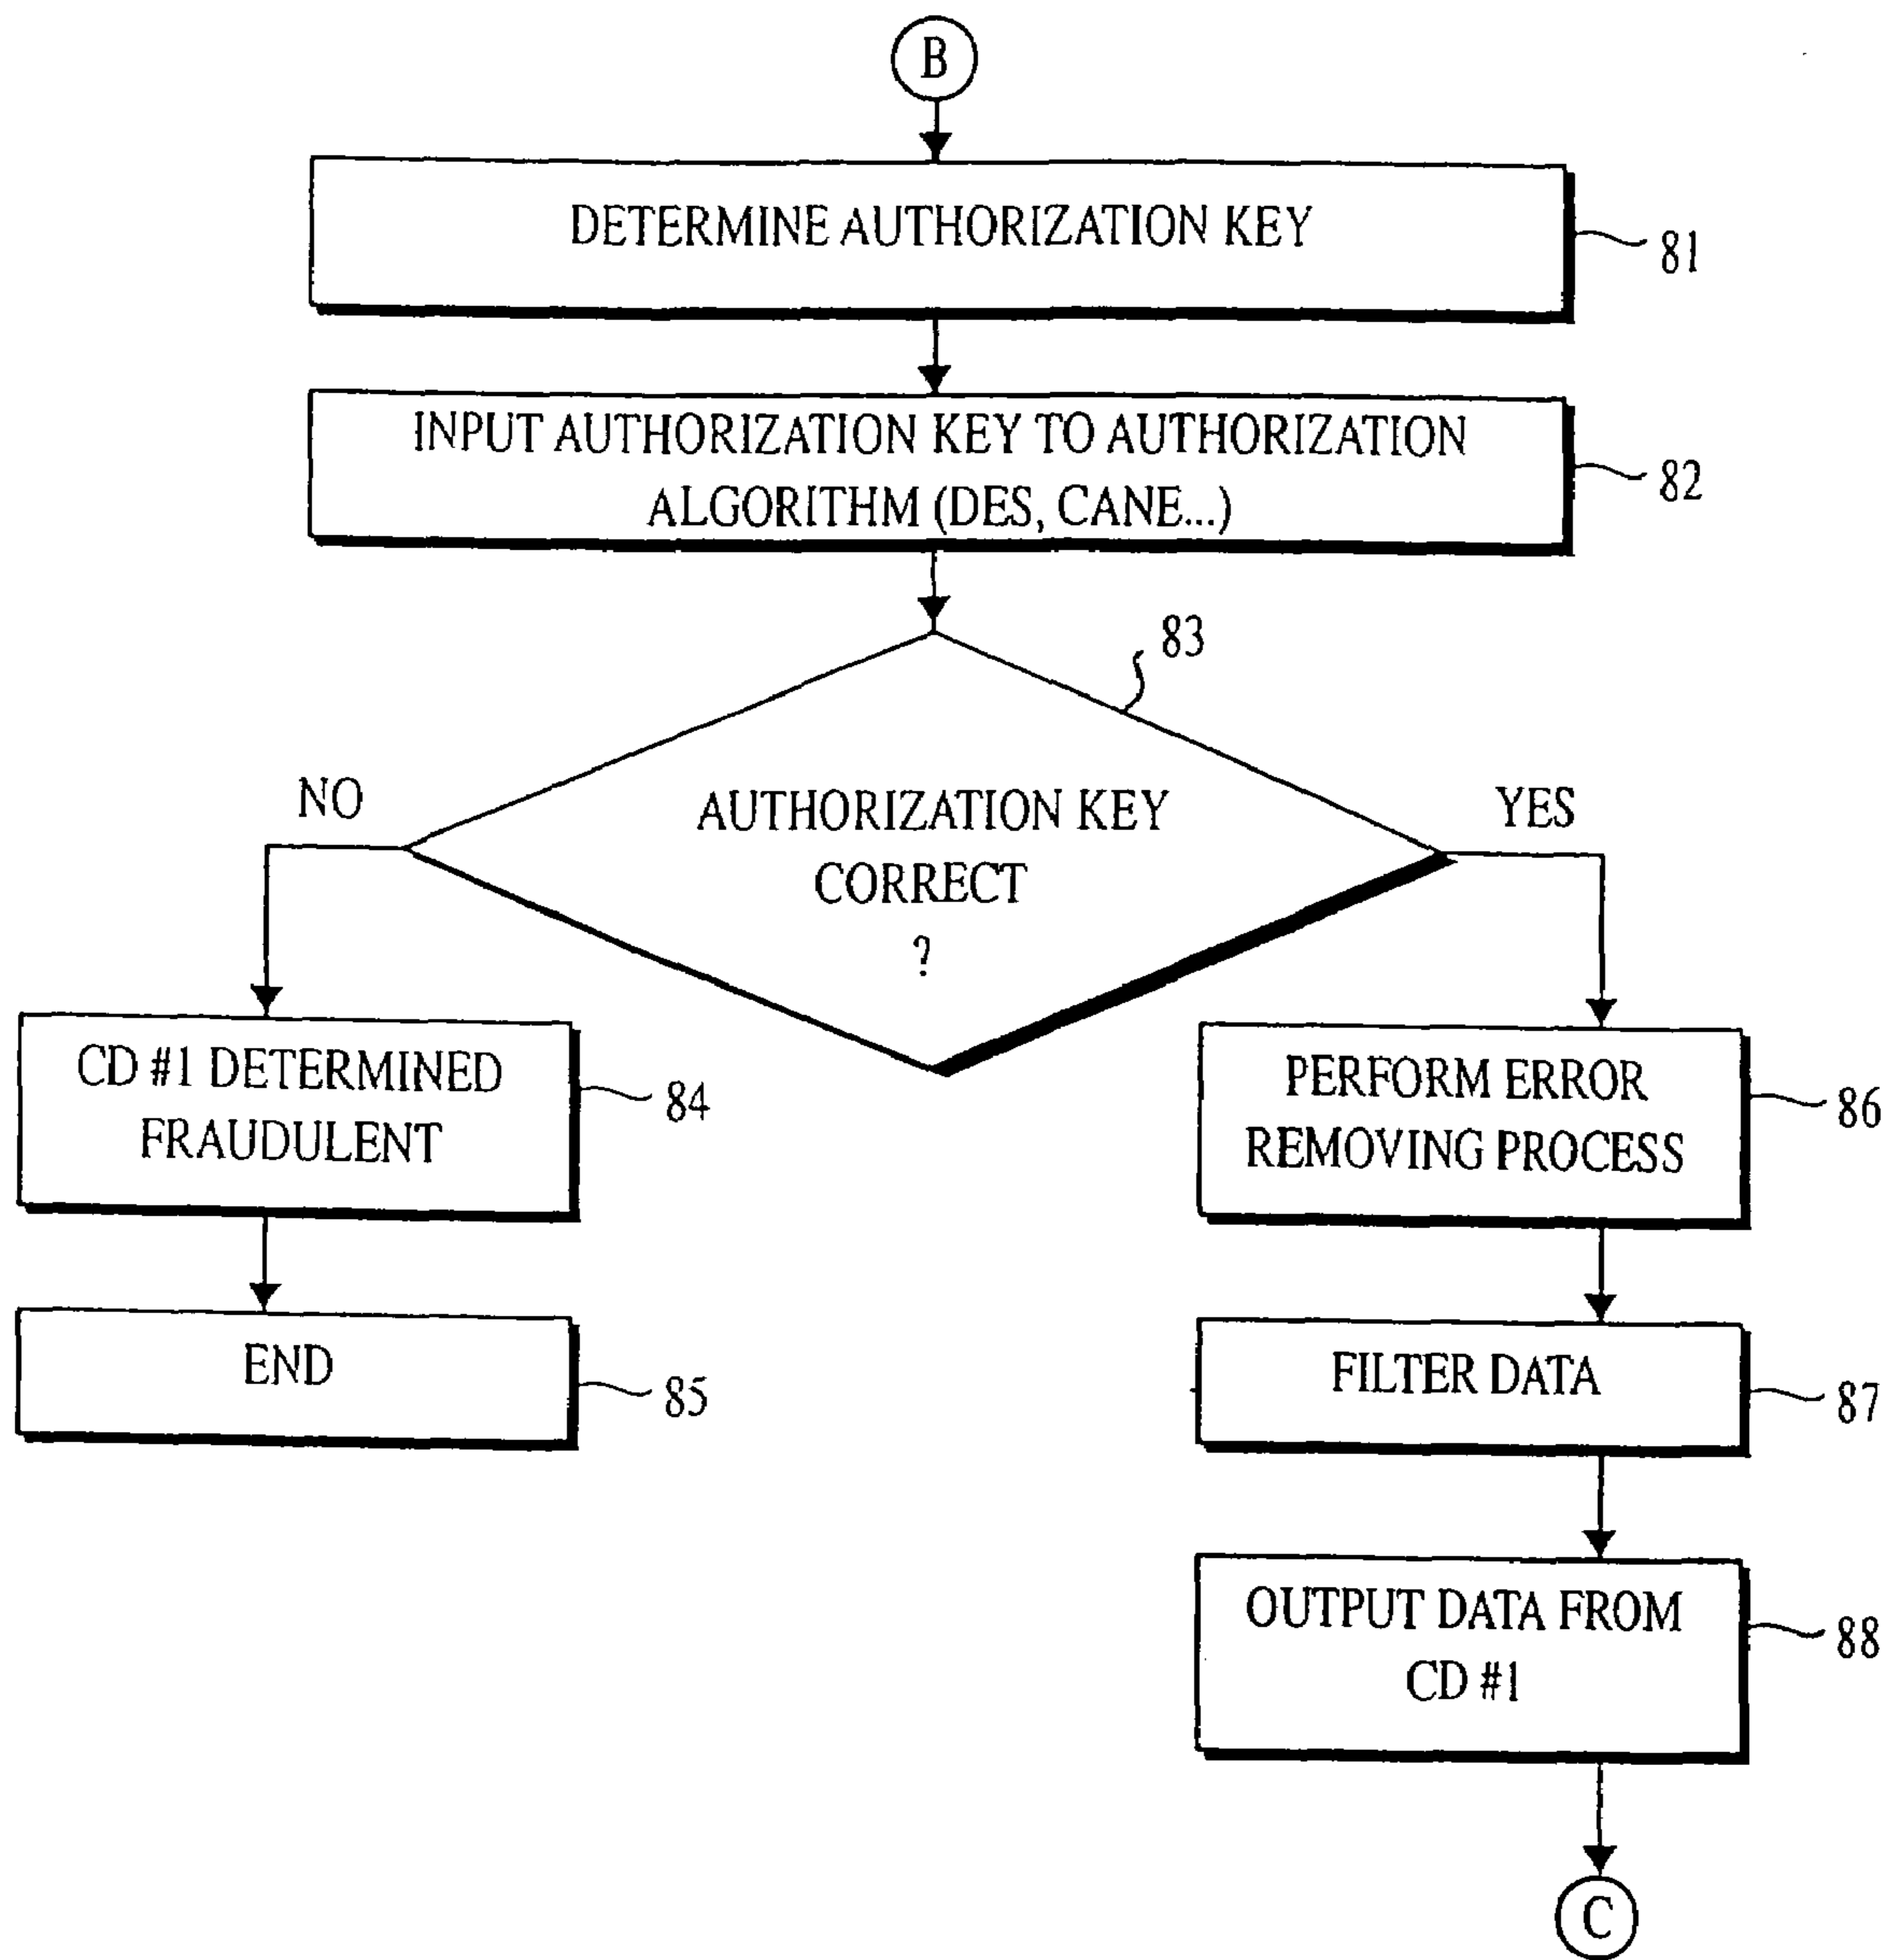 B
DETERMINE AUTHORIZATION KEY
81
INPUT AUTHORIZATION KEY TO AUTHORIZATION
ALGORITHM (DES, CANE...)
82
83
NO
AUTHORIZATION KEY
CORRECT
?
YES
CD #1 DETERMINED
FRAUDULENT
84
PERFORM ERROR
REMOVING PROCESS
86
END
85
FILTER DATA
87
OUTPUT DATA FROM
CD #1
88
C